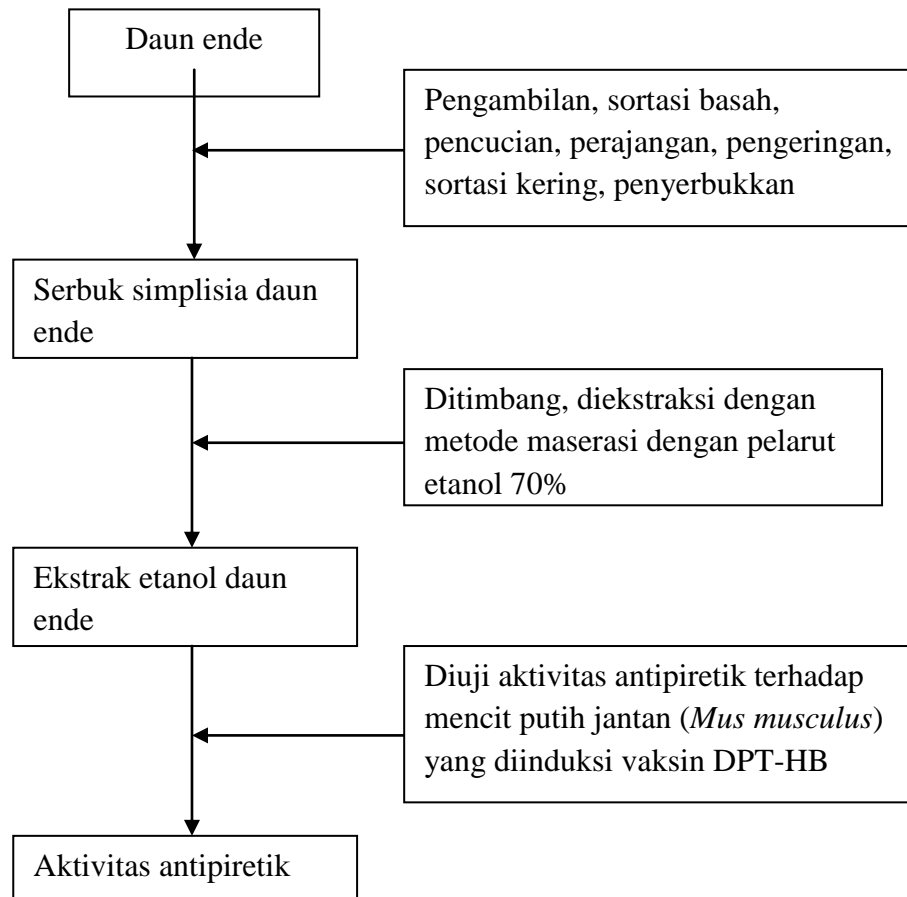 Daun ende
Pengambilan, sortasi basah,
pencucian, perajangan, pengeringan,
sortasi kering, penyerbukkan
Serbuk simplisia daun
ende
Ditimbang, diekstraksi dengan
metode maserasi dengan pelarut
etanol 70%
Ekstrak etanol daun
ende
Diuji aktivitas antipiretik terhadap
mencit putih jantan (Mus musculus)
yang diinduksi vaksin DPT-HB
Aktivitas antipiretik